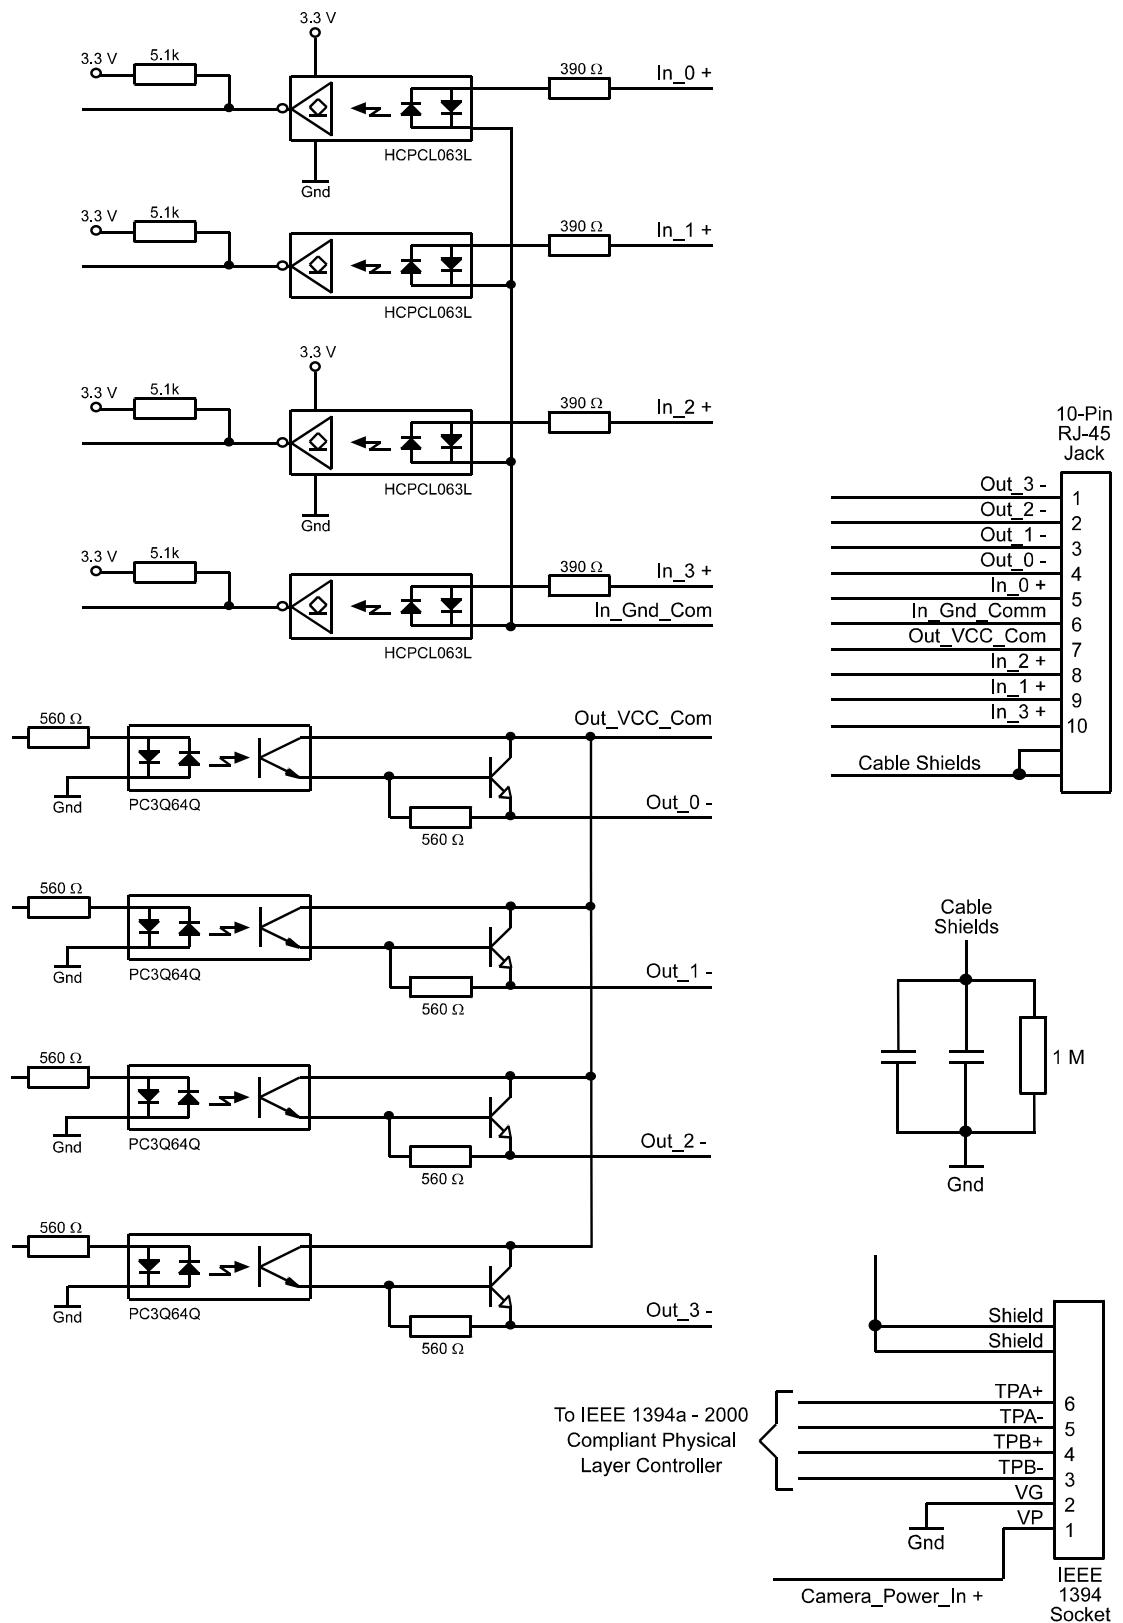 3.3 V
3.3 V
5.1k
390 Ω
In_0 +
HCPCL063L
Gnd
3.3 V
5.1k
390 Ω
In_1 +
HCPCL063L
3.3 V
3.3 V
5.1k
390 Ω
In_2 +
HCPCL063L
Gnd
3.3 V
5.1k
390 Ω
In_3 +
In_Gnd_Com
HCPCL063L
10-Pin
RJ-45
Jack
Out_3 -
1
Out_2 -
2
Out_1 -
3
Out_0 -
4
In_0 +
5
In_Gnd_Comm
6
Out_VCC_Com
7
In_2 +
8
In_1 +
9
In_3 +
10
Cable Shields
560 Ω
Out_VCC_Com
Gnd
PC3Q64Q
Out_0 -
560 Ω
560 Ω
Gnd
PC3Q64Q
Out_1 -
560 Ω
560 Ω
Gnd
PC3Q64Q
Out_2 -
560 Ω
560 Ω
Gnd
PC3Q64Q
Out_3 -
560 Ω
Cable
Shields
1 M
Gnd
Shield
Shield
TPA+
6
TPA-
5
TPB+
4
TPB-
3
VG
2
VP
1
To IEEE 1394a - 2000
Compliant Physical
Layer Controller
Gnd
Camera_Power_In +
IEEE
1394
Socket